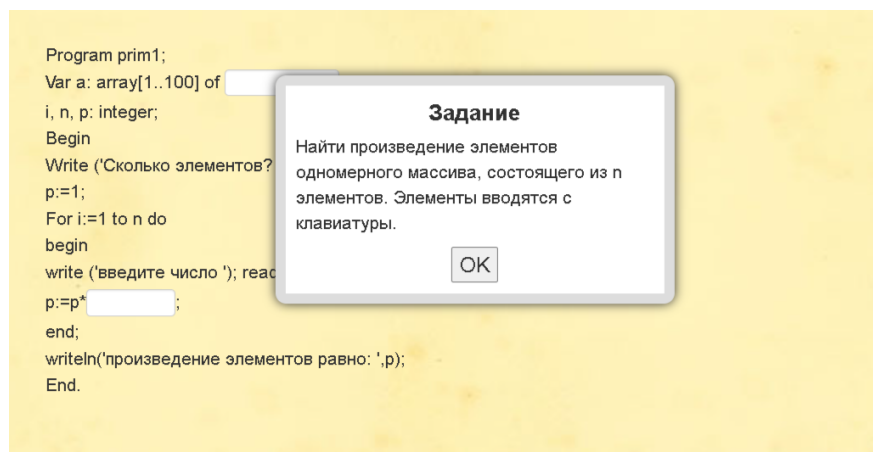 Program prim1;
Var a: array[1..100] of
i, n, p: integer;
Begin
Write ('Сколько элементов?
p:=1;
For i:=1 to n do
begin
write ('введите число '); read
p:=p* ;
end;
writeln('произведение элементов равно: ',p);
End.
Задание
Найти произведение элементов
одномерного массива, состоящего из n
элементов. Элементы вводятся с
клавиатуры.
OK